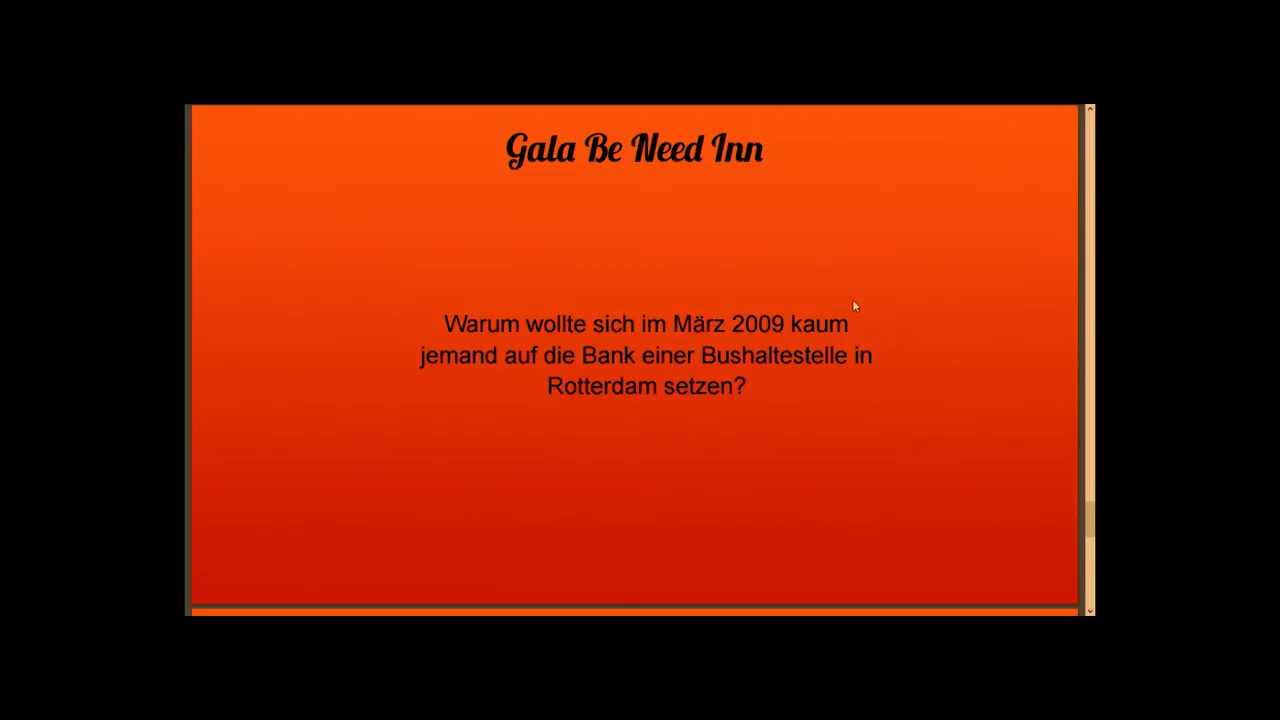 Gala Be Need Inn
Warum wollte sich im März 2009 kaum
jemand auf die Bank einer Bushaltestelle in
Rotterdam setzen?